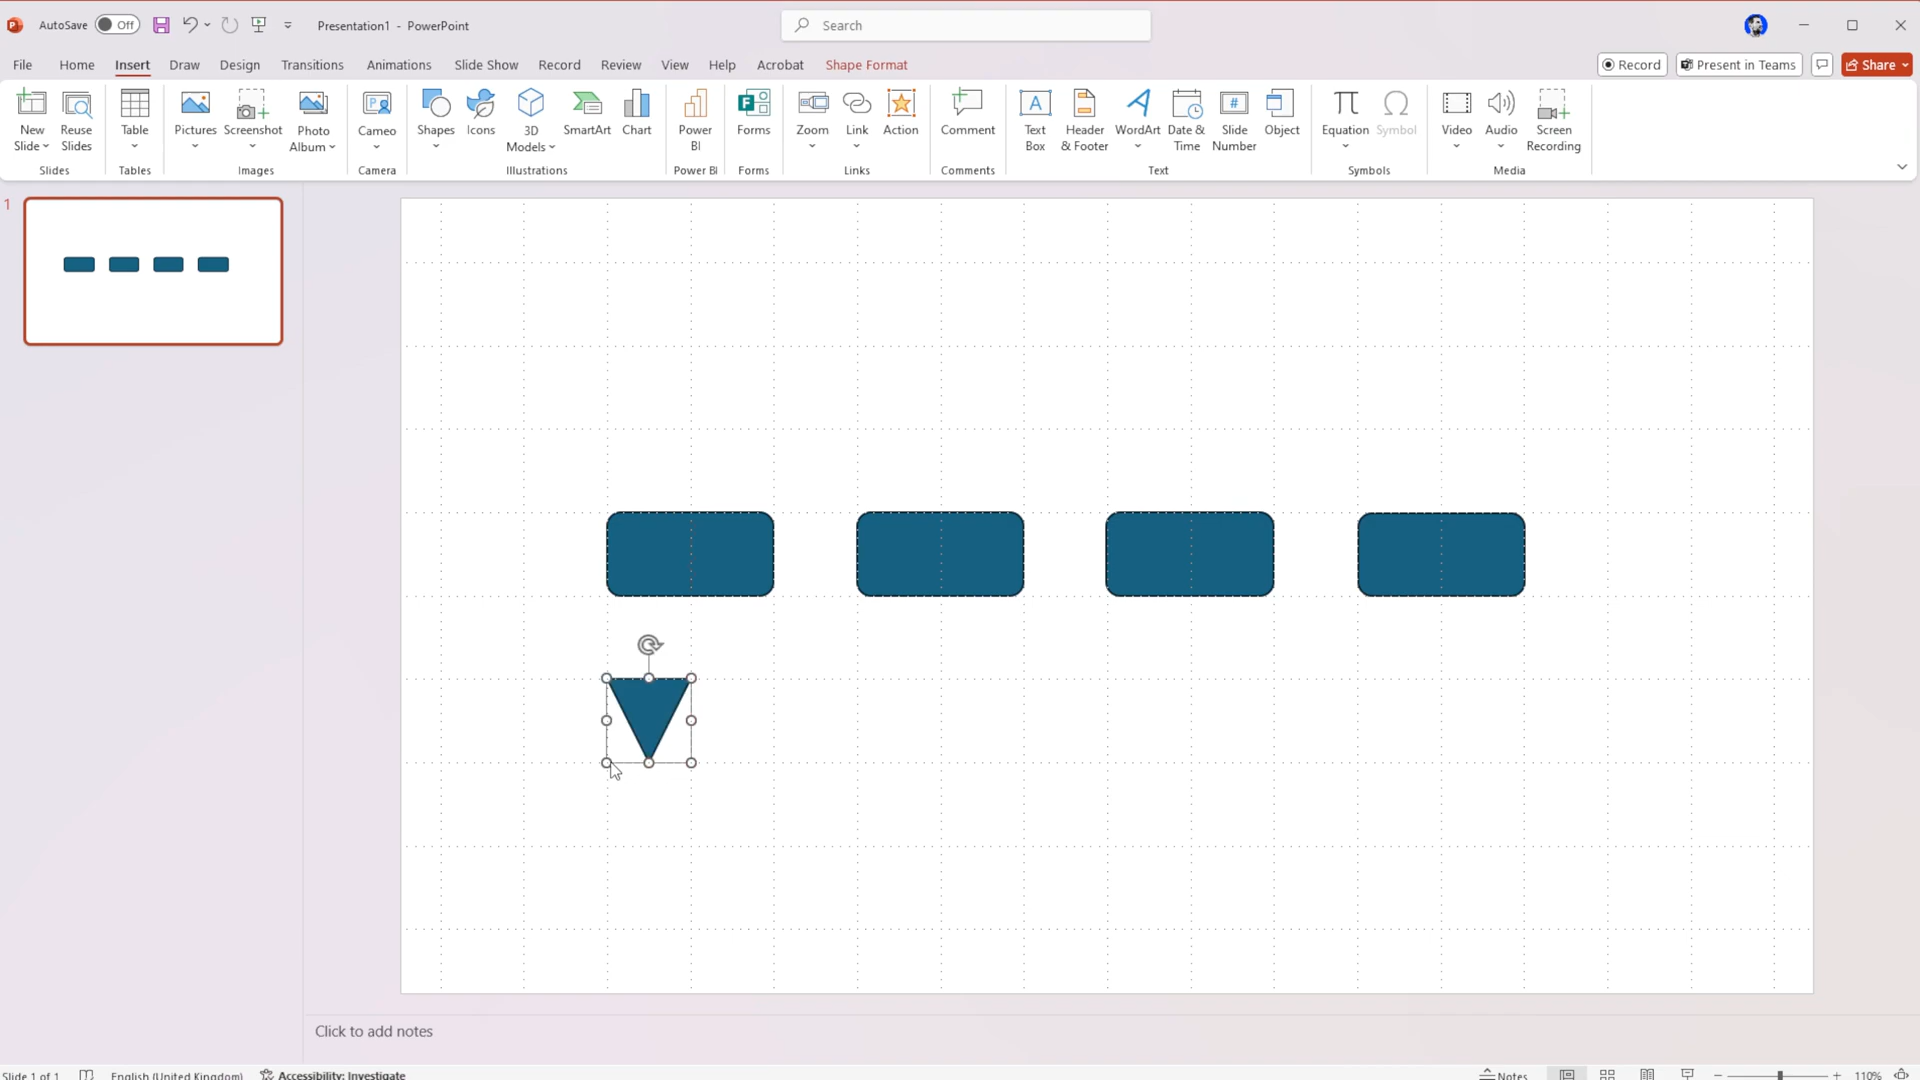 AutoSave Off Presentation1 - PowerPoint Search
File Home Insert Draw Design Transitions Animations Slide Show Record Review View Help Acrobat Shape Format Record Present in Teams Share
New Slide Reuse Slides Table Pictures Screenshot Photo Album Cameo Shapes Icons 3D Models SmartArt Chart Power BI Forms Zoom Link Action Comment Text Box Header & Footer WordArt Date & Time Slide Number Object Equation Symbol Video Audio Screen Recording
Slides Tables Images Camera Illustrations Power BI Forms Links Comments Text Symbols Media
1
Click to add notes
Slide 1 of 1 English (United Kingdom) Accessibility: Investigate Notes 110%